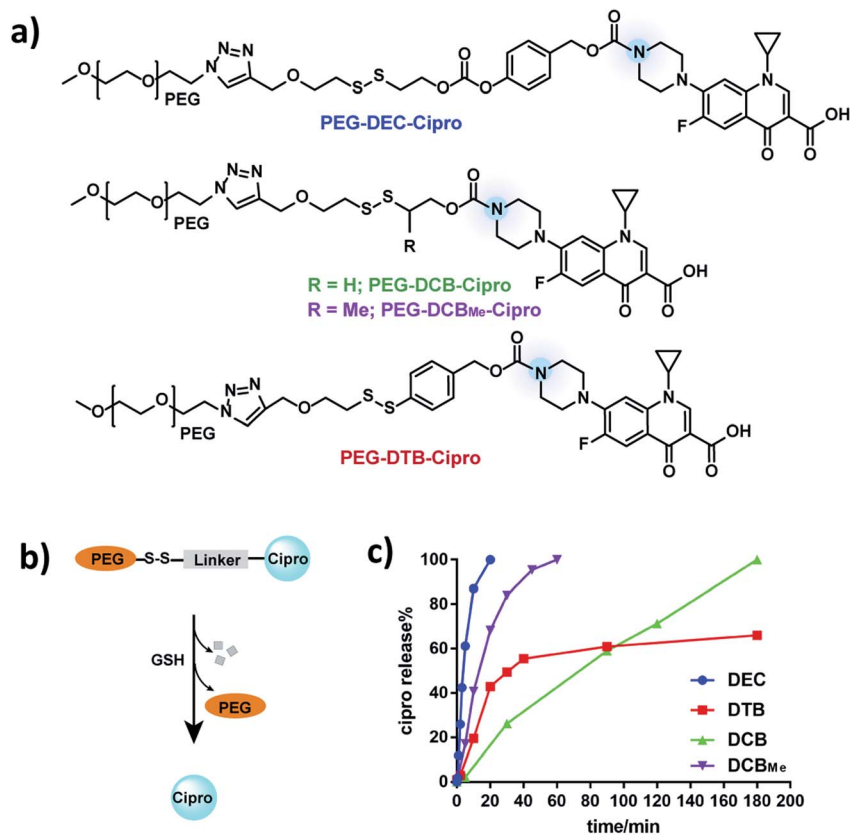 a)
PEG
N
N
N
O
O
O
S
S
O
O
O
O
O
N
N
N
F
O
O
OH
PEG-DEC-Cipro
O
O
PEG
N
N
N
O
S
S
R
O
O
N
N
N
F
O
O
OH
R = H; PEG-DCB-Cipro
R = Me; PEG-DCBMe-Cipro
O
O
PEG
N
N
N
O
S
S
O
O
N
N
N
F
O
O
OH
PEG-DTB-Cipro
b)
PEG -S-S- Linker Cipro
GSH
PEG
Cipro
c)
cipro release%
100
80
60
40
20
0
DEC
DTB
DCB
DCBMe
0 20 40 60 80 100 120 140 160 180 200
time/min